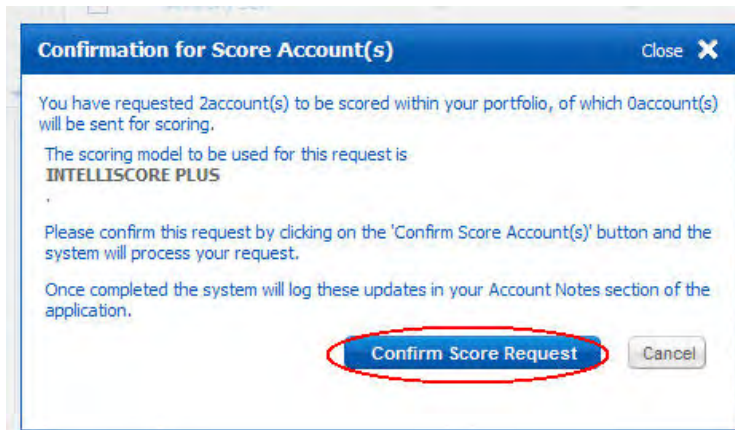 Confirmation for Score Account(s)
Close X
You have requested 2account(s) to be scored within your portfolio, of which 0account(s)
will be sent for scoring.
The scoring model to be used for this request is
INTELLISCORE PLUS
.
Please confirm this request by clicking on the 'Confirm Score Account(s)' button and the
system will process your request.
Once completed the system will log these updates in your Account Notes section of the
application.
Confirm Score Request
Cancel